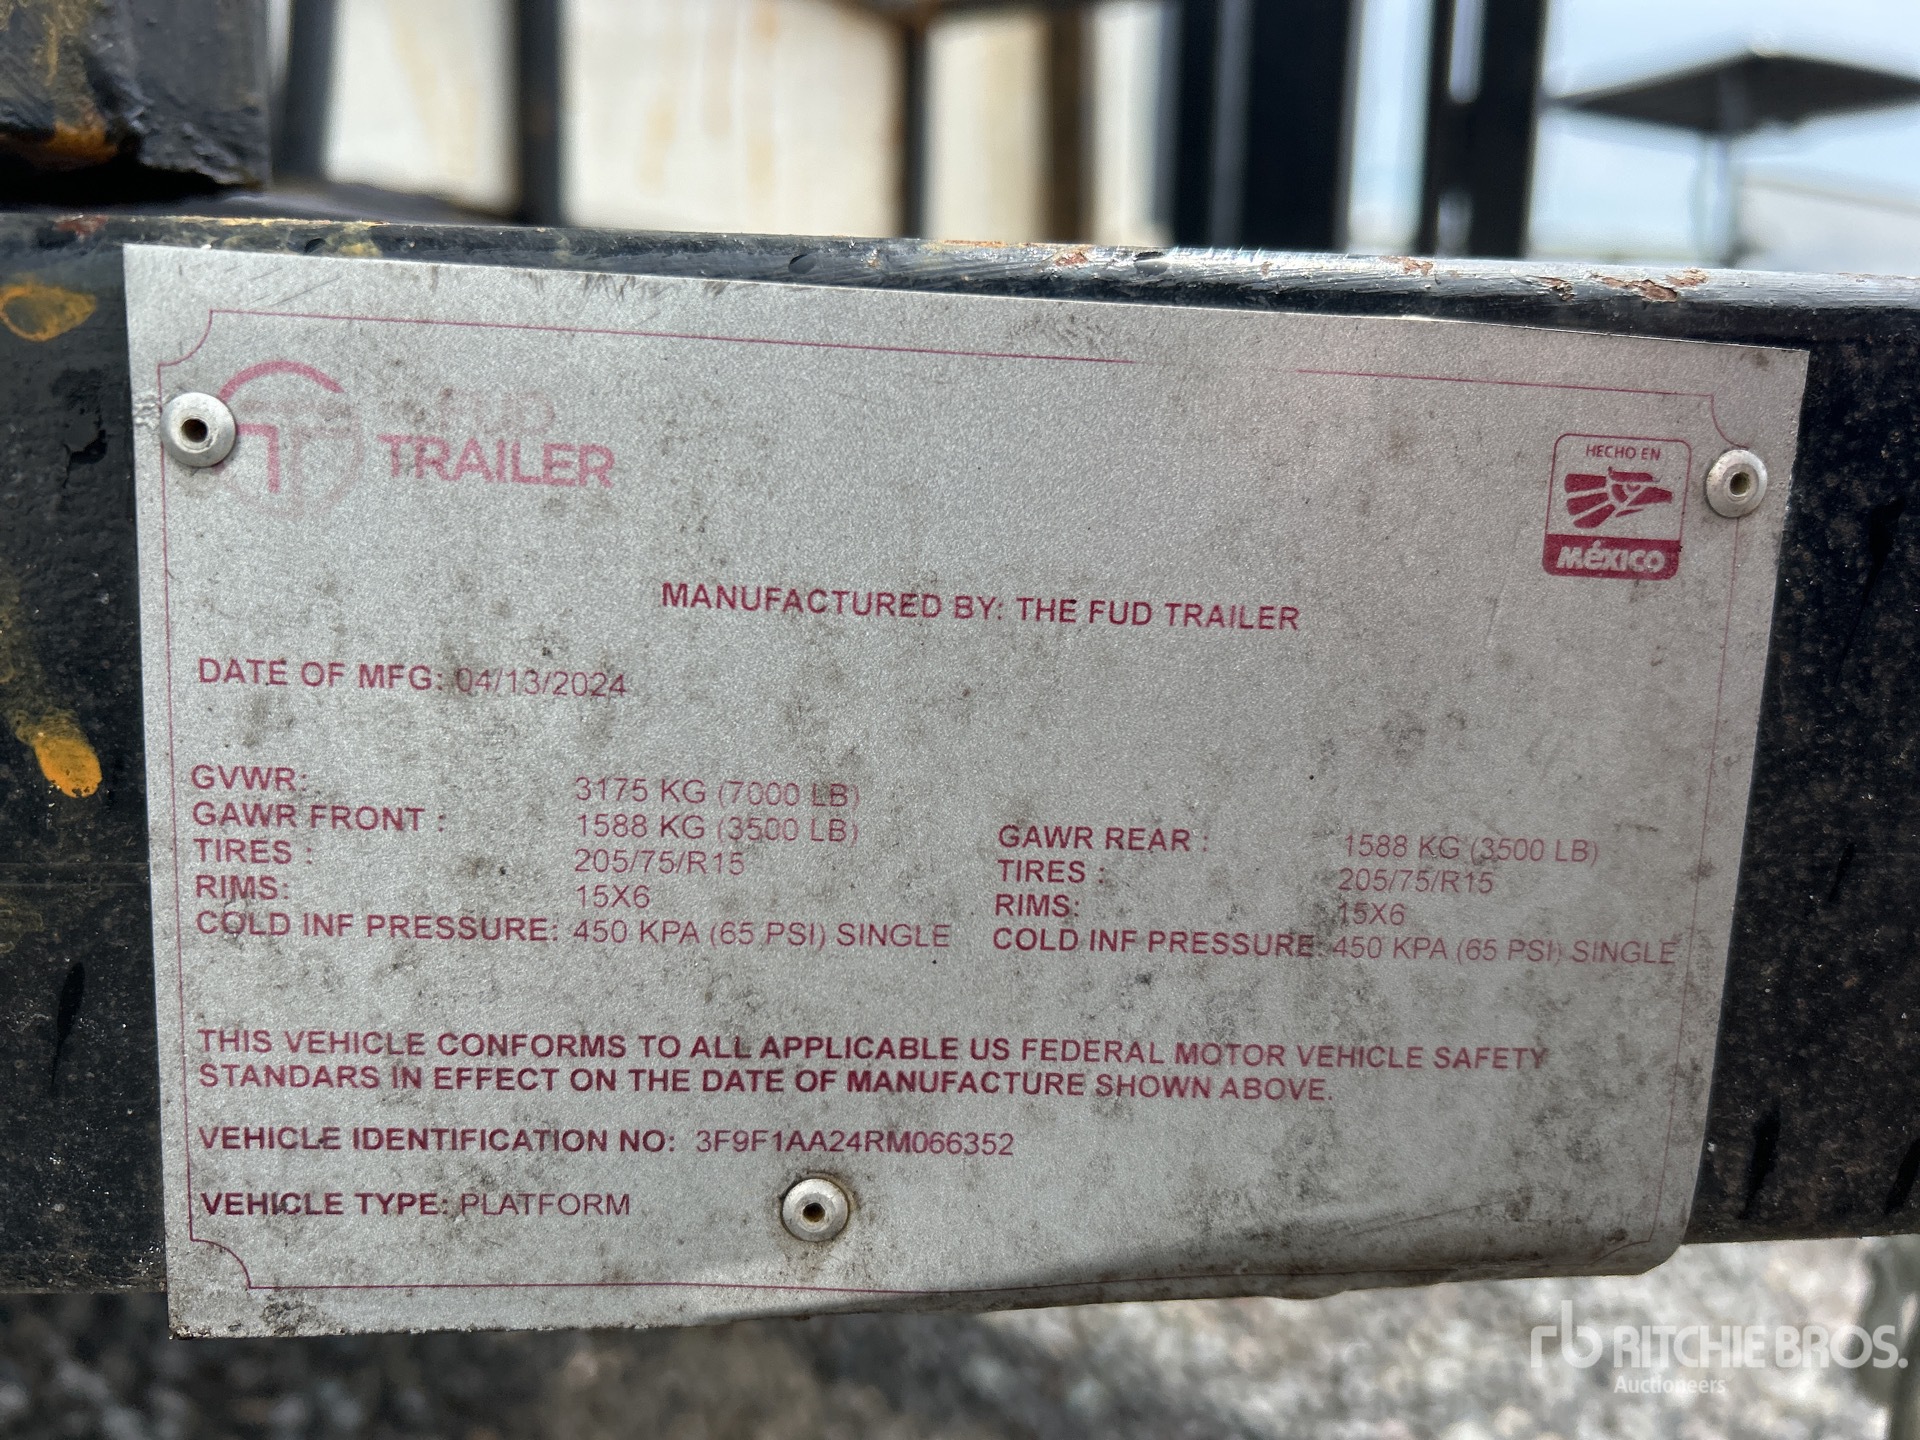 FUD
TRAILER
HECHO EN
MÉXICO
MANUFACTURED BY: THE FUD TRAILER
DATE OF MFG: 04/13/2024
GVWR: 3175 KG (7000 LB)
GAWR FRONT : 1588 KG (3500 LB) GAWR REAR : 1588 KG (3500 LB)
TIRES : 205/75/R15 TIRES : 205/75/R15
RIMS: 15X6 RIMS: 15X6
COLD INF PRESSURE: 450 KPA (65 PSI) SINGLE COLD INF PRESSURE: 450 KPA (65 PSI) SINGLE
THIS VEHICLE CONFORMS TO ALL APPLICABLE US FEDERAL MOTOR VEHICLE SAFETY
STANDARS IN EFFECT ON THE DATE OF MANUFACTURE SHOWN ABOVE.
VEHICLE IDENTIFICATION NO: 3F9F1AA24RM066352
VEHICLE TYPE: PLATFORM
rb RITCHIE BROS.
Auctioneers